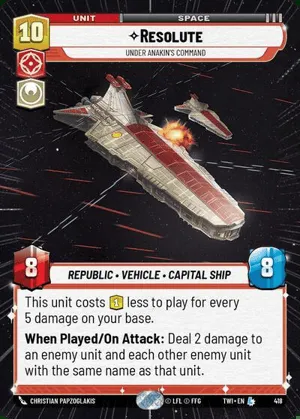 UNIT SPACE
10 RESOLUTE
UNDER ANAKIN'S COMMAND
8 8
REPUBLIC • VEHICLE • CAPITAL SHIP
This unit costs 1 less to play for every
5 damage on your base.
When Played/On Attack: Deal 2 damage to
an enemy unit and each other enemy unit
with the same name as that unit.
CHRISTIAN PAPZOGLAKIS © LFL © FFG TWI • EN 418